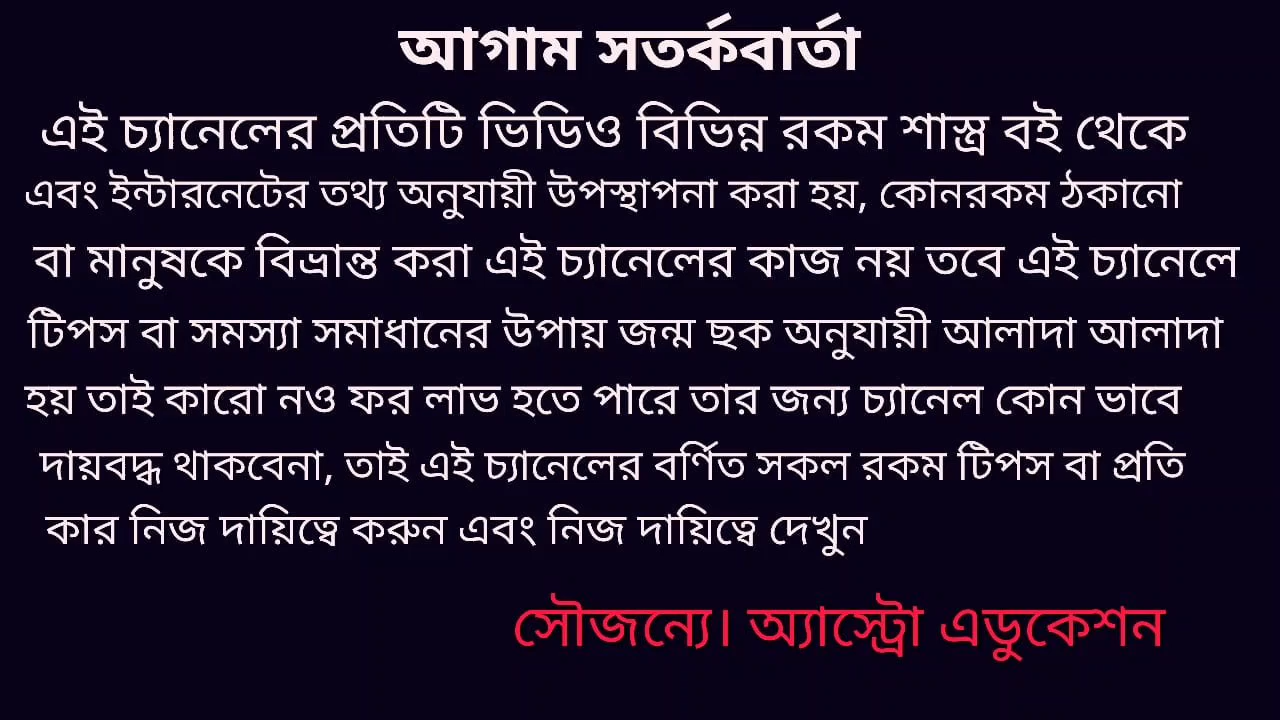 আগাম সতর্কবার্তা
এই চ্যানেলের প্রতিটি ভিডিও বিভিন্ন রকম শাস্ত্র বই থেকে
এবং ইন্টারনেটের তথ্য অনুযায়ী উপস্থাপনা করা হয়, কোনরকম ঠকানো
বা মানুষকে বিভ্রান্ত করা এই চ্যানেলের কাজ নয় তবে এই চ্যানেলে
টিপস বা সমস্যা সমাধানের উপায় জন্ম ছক অনুযায়ী আলাদা আলাদা
হয় তাই কারো নও ফর লাভ হতে পারে তার জন্য চ্যানেল কোন ভাবে
দায়বদ্ধ থাকবেনা, তাই এই চ্যানেলের বর্ণিত সকল রকম টিপস বা প্রতি
কার নিজ দায়িত্বে করুন এবং নিজ দায়িত্বে দেখুন
সৌজন্যে। অ্যাস্ট্রো এডুকেশন